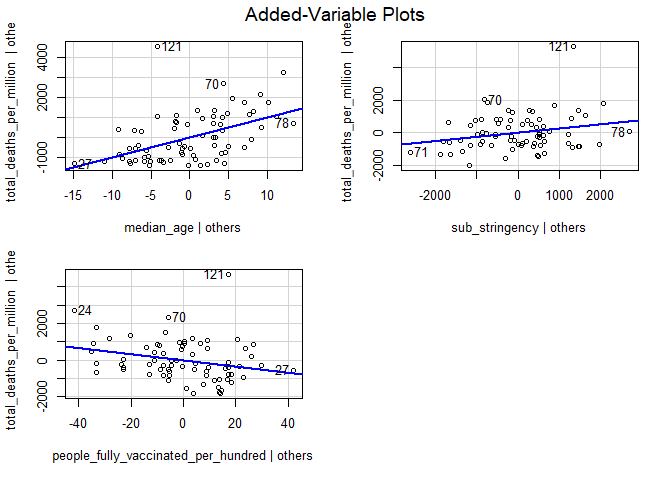 Added-Variable Plots
total_deaths_per_million | othe
4000
2000
-1000
121
70
78
27
-15 -10 -5 0 5 10
median_age | others
total_deaths_per_million | othe
2000
0
-2000
121
70
71
78
-2000 0 1000 2000
sub_stringency | others
total_deaths_per_million | othe
2000
0
-2000
121
24
70
27
-40 -20 0 20 40
people_fully_vaccinated_per_hundred | others